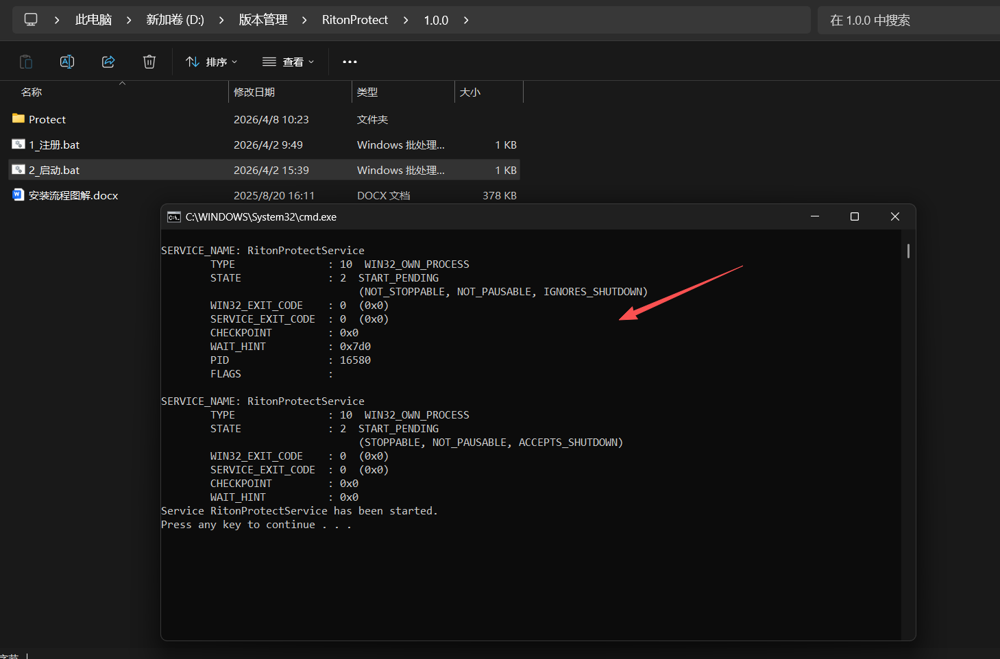 此电脑 > 新加卷 (D:) > 版本管理 > RitonProtect > 1.0.0 >
在 1.0.0 中搜索
排序 查看 ...
名称 修改日期 类型 大小
Protect 2026/4/8 10:23 文件夹
1_注册.bat 2026/4/2 9:49 Windows 批处理... 1 KB
2_启动.bat 2026/4/2 15:39 Windows 批处理... 1 KB
安装流程图解.docx 2025/8/20 16:11 DOCX 文档 378 KB
C:\WINDOWS\System32\cmd.exe
SERVICE_NAME: RitonProtectService
TYPE : 10 WIN32_OWN_PROCESS
STATE : 2 START_PENDING
(NOT_STOPPABLE, NOT_PAUSABLE, IGNORES_SHUTDOWN)
WIN32_EXIT_CODE : 0 (0x0)
SERVICE_EXIT_CODE : 0 (0x0)
CHECKPOINT : 0x0
WAIT_HINT : 0x7d0
PID : 16580
FLAGS :
SERVICE_NAME: RitonProtectService
TYPE : 10 WIN32_OWN_PROCESS
STATE : 2 START_PENDING
(STOPPABLE, NOT_PAUSABLE, ACCEPTS_SHUTDOWN)
WIN32_EXIT_CODE : 0 (0x0)
SERVICE_EXIT_CODE : 0 (0x0)
CHECKPOINT : 0x0
WAIT_HINT : 0x0
Service RitonProtectService has been started.
Press any key to continue . . .